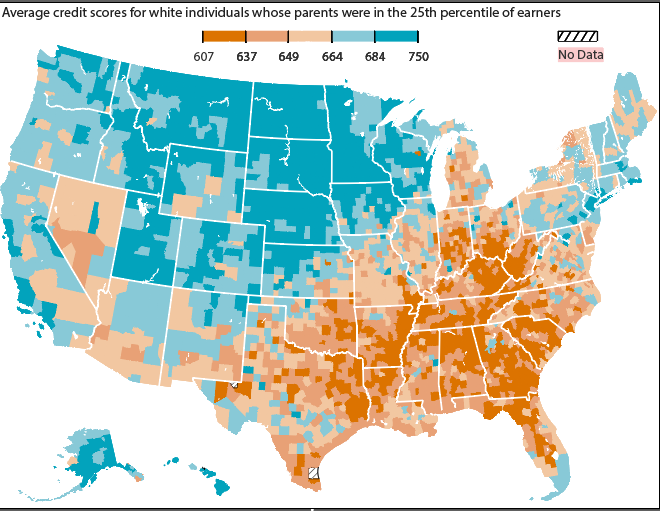 Average credit scores for white individuals whose parents were in the 25th percentile of earners
607 637 649 664 684 750
No Data